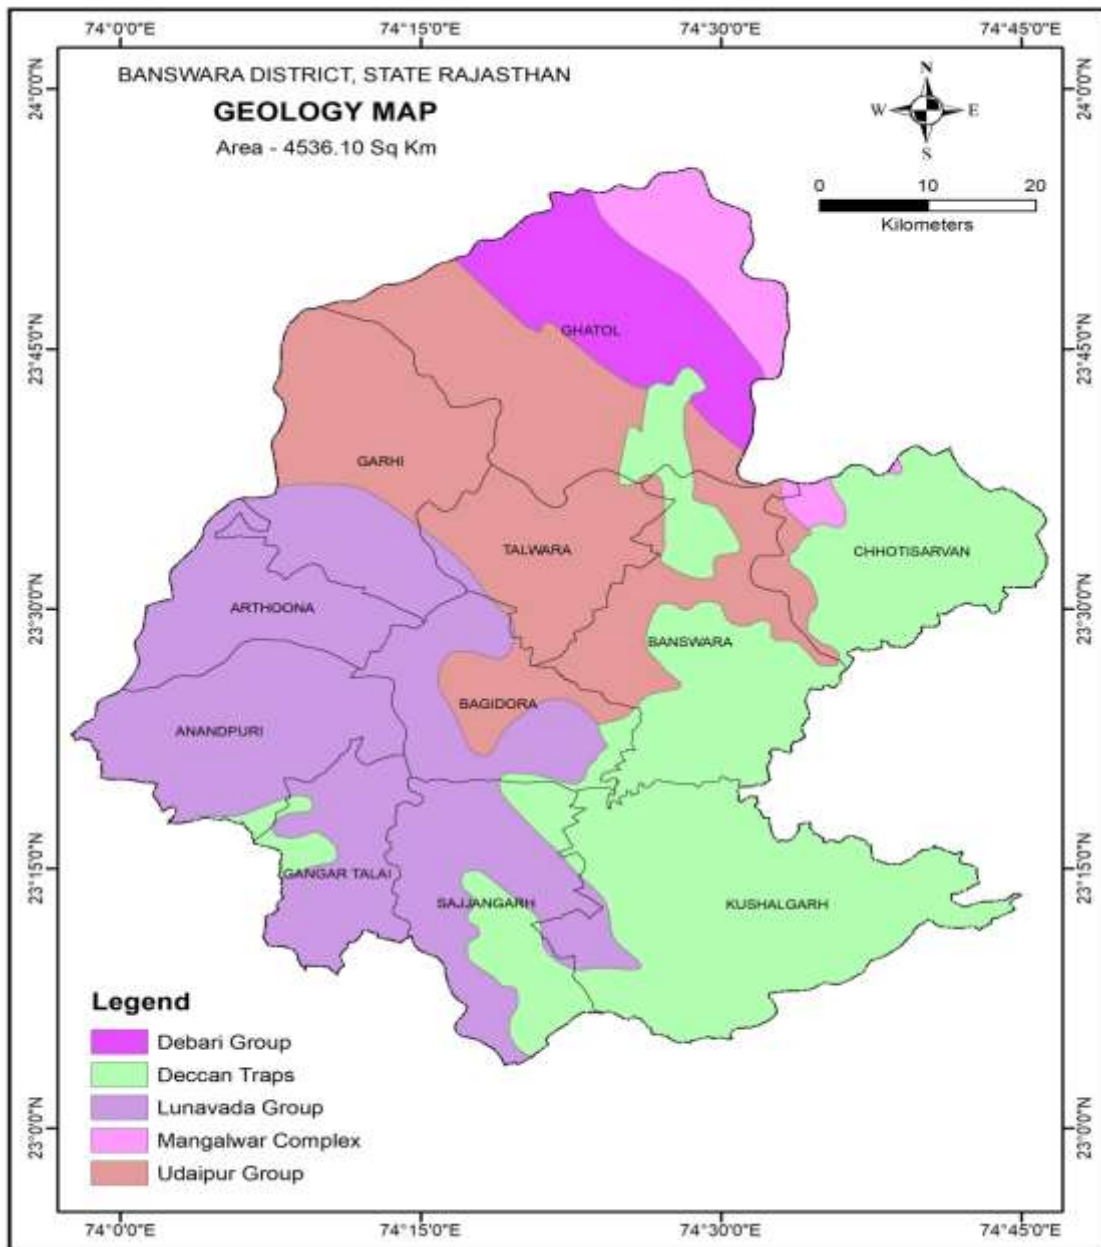 74°0'0"E 74°15'0"E 74°30'0"E 74°45'0"E
BANSWARA DISTRICT, STATE RAJASTHAN
GEOLOGY MAP
Area - 4536.10 Sq Km
N
W E
S
0 10 20
Kilometers
24°0'0"N 24°0'0"N
GHATOL
23°45'0"N 23°45'0"N
GARHI
TALWARA
CHHOTISARVAN
ARTHOONA
23°30'0"N 23°30'0"N
BANSWARA
BAGIDORA
ANANDPURI
23°15'0"N 23°15'0"N
GANGAR TALAI
SAJJANGARH
KUSHALGARH
Legend
Debari Group
Deccan Traps
Lunavada Group
Mangalwar Complex
Udaipur Group
23°0'0"N 23°0'0"N
74°0'0"E 74°15'0"E 74°30'0"E 74°45'0"E